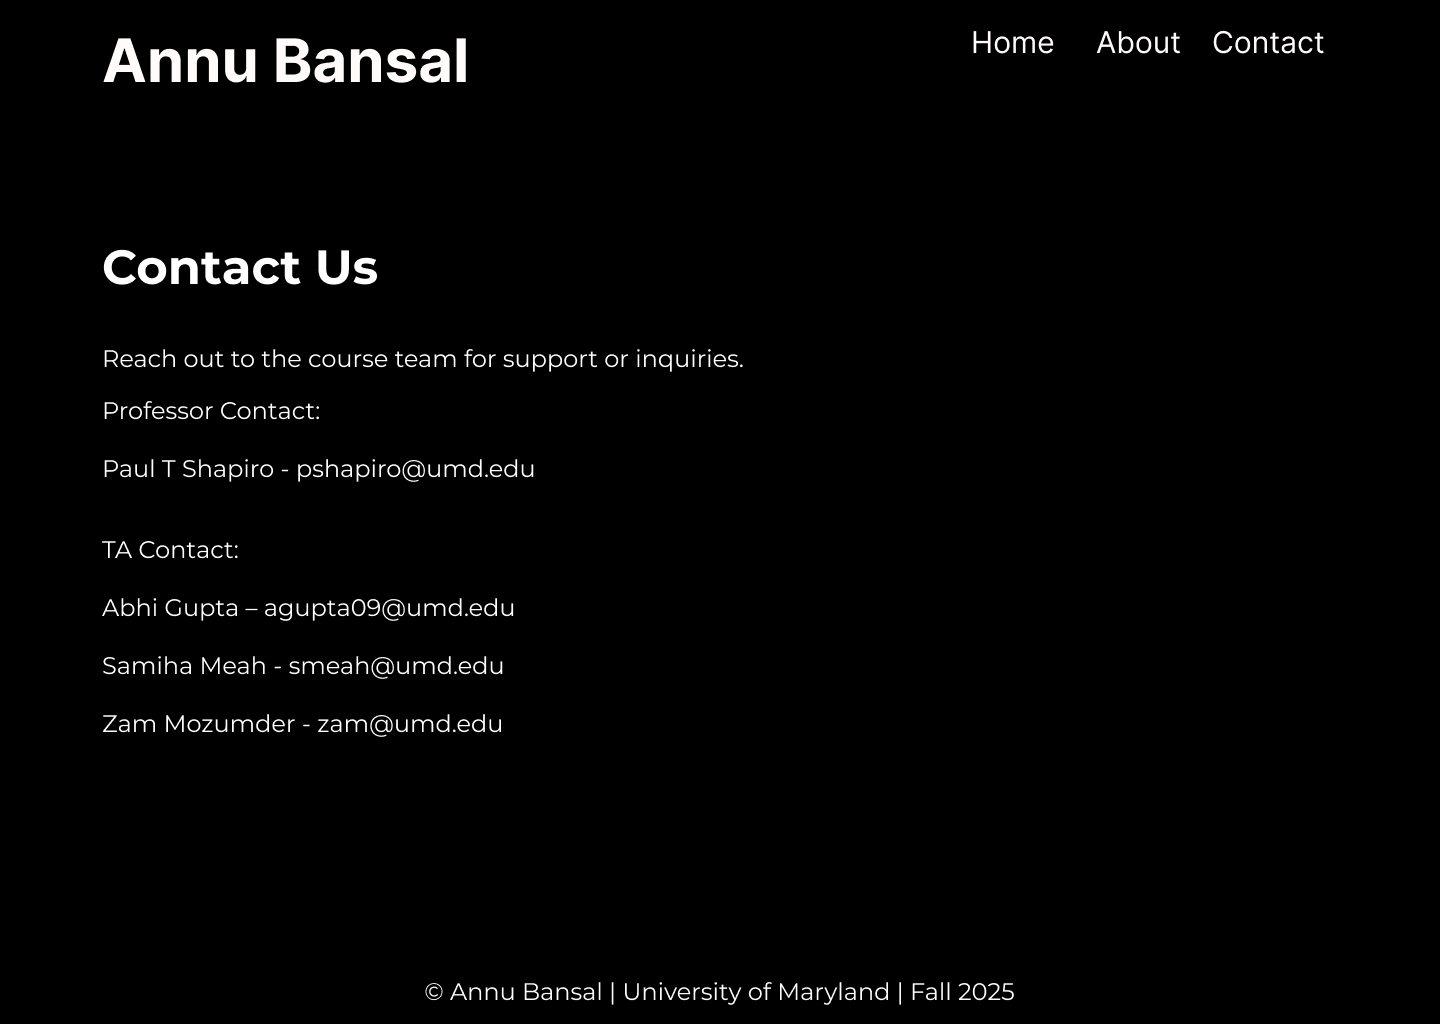 Annu Bansal
Home About Contact
Contact Us
Reach out to the course team for support or inquiries.
Professor Contact:
Paul T Shapiro - pshapiro@umd.edu
TA Contact:
Abhi Gupta – agupta09@umd.edu
Samiha Meah - smeah@umd.edu
Zam Mozumder - zam@umd.edu
© Annu Bansal | University of Maryland | Fall 2025